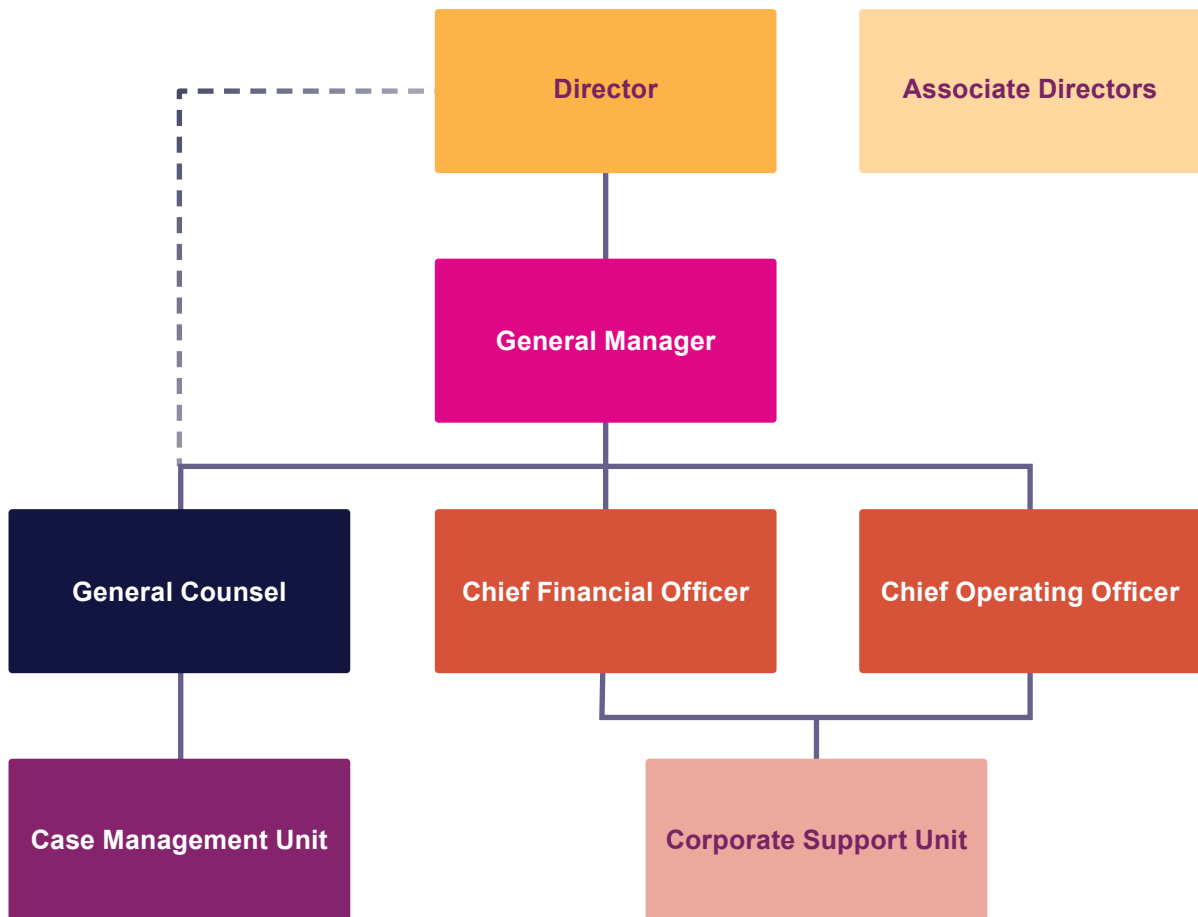 Director
Associate Directors
General Manager
General Counsel
Chief Financial Officer
Chief Operating Officer
Case Management Unit
Corporate Support Unit